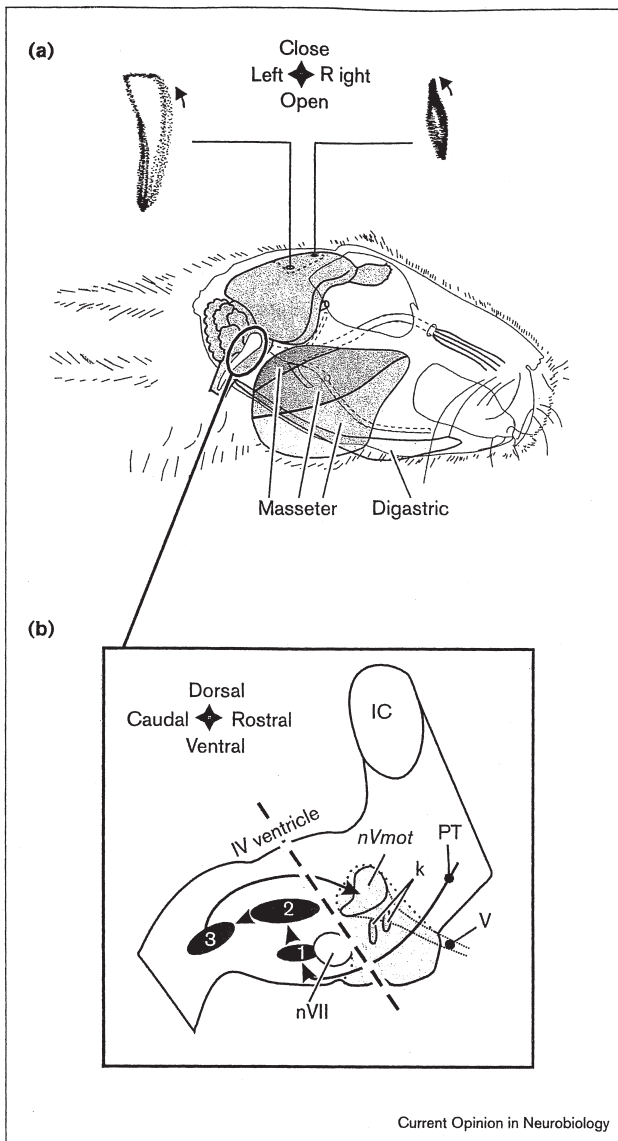 (a)
Close
Left R ight
Open
Masseter Digastric
(b)
Dorsal
Caudal Rostral
Ventral
IC
IV ventricle
nVmot
PT
k
V
2
3
1
nVII
Current Opinion in Neurobiology